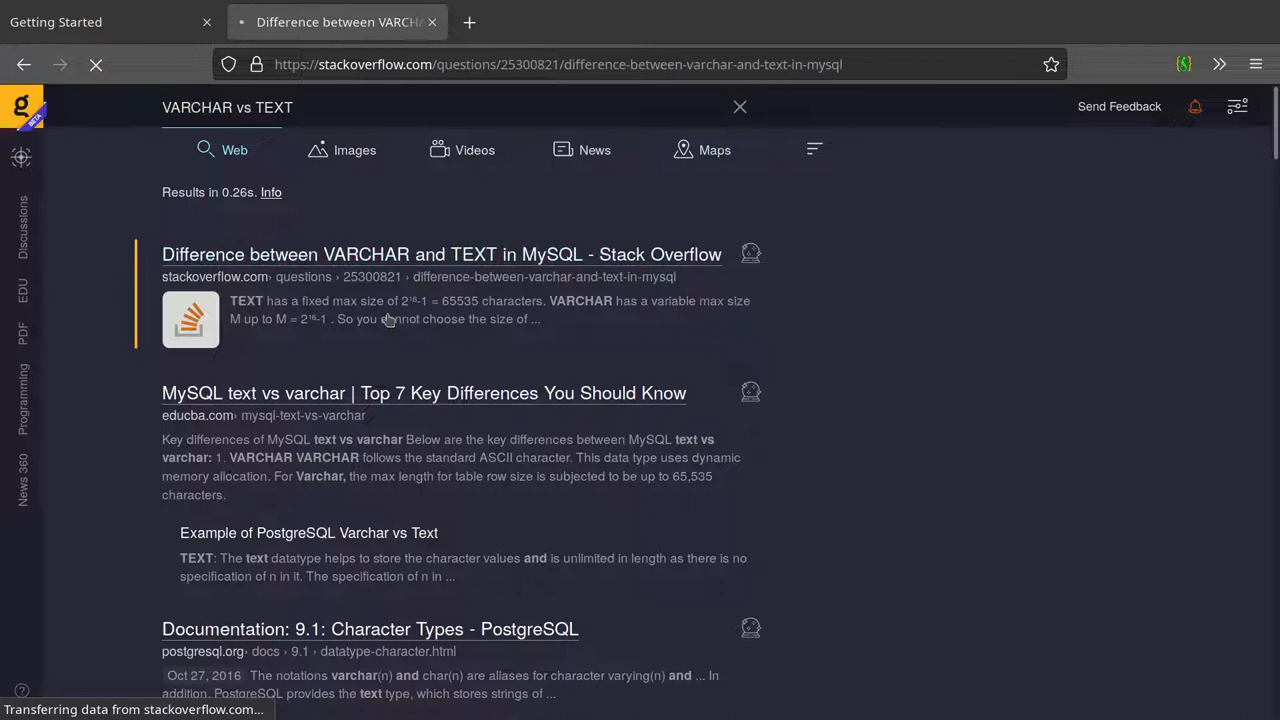 Getting Started
Difference between VARCHA
https://stackoverflow.com/questions/25300821/difference-between-varchar-and-text-in-mysql
g
BETA
VARCHAR vs TEXT
Send Feedback
Web
Images
Videos
News
Maps
Results in 0.26s. Info
Discussions
EDU
PDF
Programming
News 360
Difference between VARCHAR and TEXT in MySQL - Stack Overflow
stackoverflow.com› questions › 25300821 › difference-between-varchar-and-text-in-mysql
TEXT has a fixed max size of 2¹⁶-1 = 65535 characters. VARCHAR has a variable max size
M up to M = 2¹⁶-1 . So you cannot choose the size of ...
MySQL text vs varchar | Top 7 Key Differences You Should Know
educba.com› mysql-text-vs-varchar
Key differences of MySQL text vs varchar Below are the key differences between MySQL text vs
varchar: 1. VARCHAR VARCHAR follows the standard ASCII character. This data type uses dynamic
memory allocation. For Varchar, the max length for table row size is subjected to be up to 65,535
characters.
Example of PostgreSQL Varchar vs Text
TEXT: The text datatype helps to store the character values and is unlimited in length as there is no
specification of n in it. The specification of n in ...
Documentation: 9.1: Character Types - PostgreSQL
postgresql.org› docs › 9.1 › datatype-character.html
Oct 27, 2016 The notations varchar(n) and char(n) are aliases for character varying(n) and ... In
addition, PostgreSQL provides the text type, which stores strings of ...
Transferring data from stackoverflow.com...